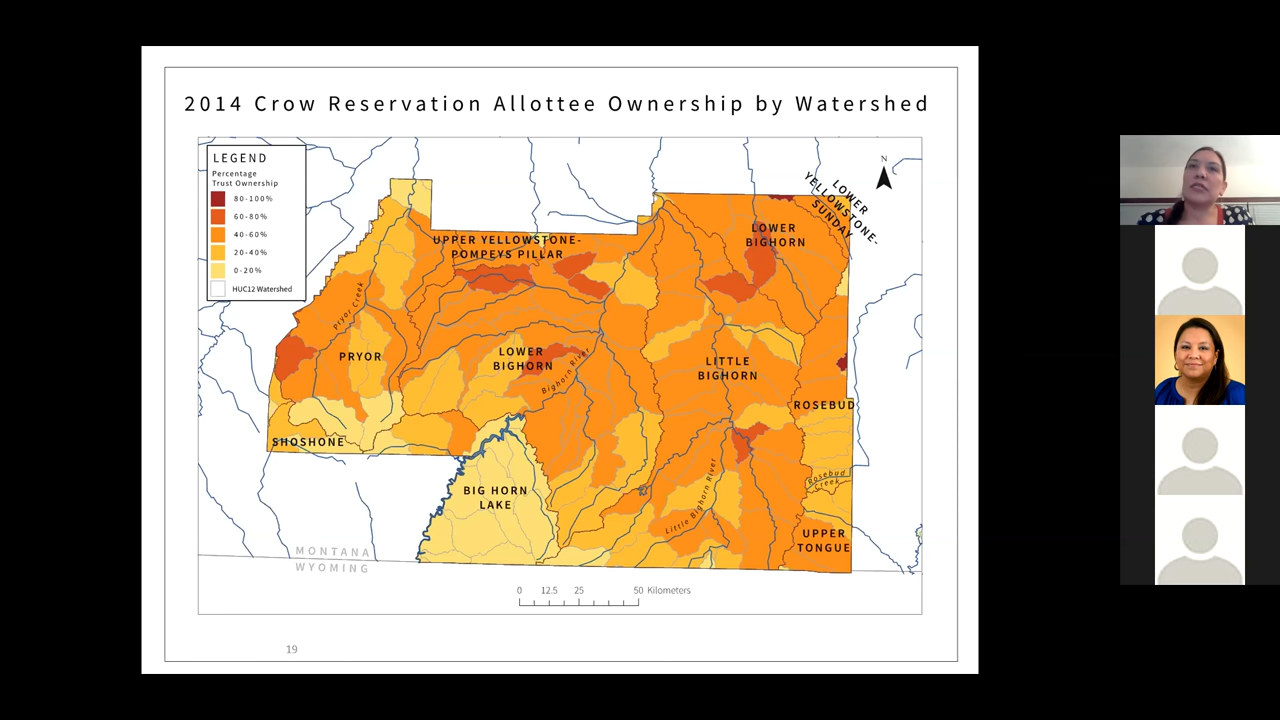 2014 Crow Reservation Allottee Ownership by Watershed
LEGEND
Percentage
Trust Ownership
80-100%
60-80%
40-60%
20-40%
0-20%
HUC12 Watershed
N
LOWER
YELLOWSTONE-
SUNDAY
UPPER YELLOWSTONE-
POMPEYS PILLAR
LOWER
BIGHORN
Pryor Creek
PRYOR
LOWER
BIGHORN
Bighorn River
LITTLE
BIGHORN
ROSEBUD
SHOSHONE
BIG HORN
LAKE
Little Bighorn River
Rosebud
Creek
UPPER
TONGUE
MONTANA
WYOMING
0 12.5 25 50 Kilometers
19